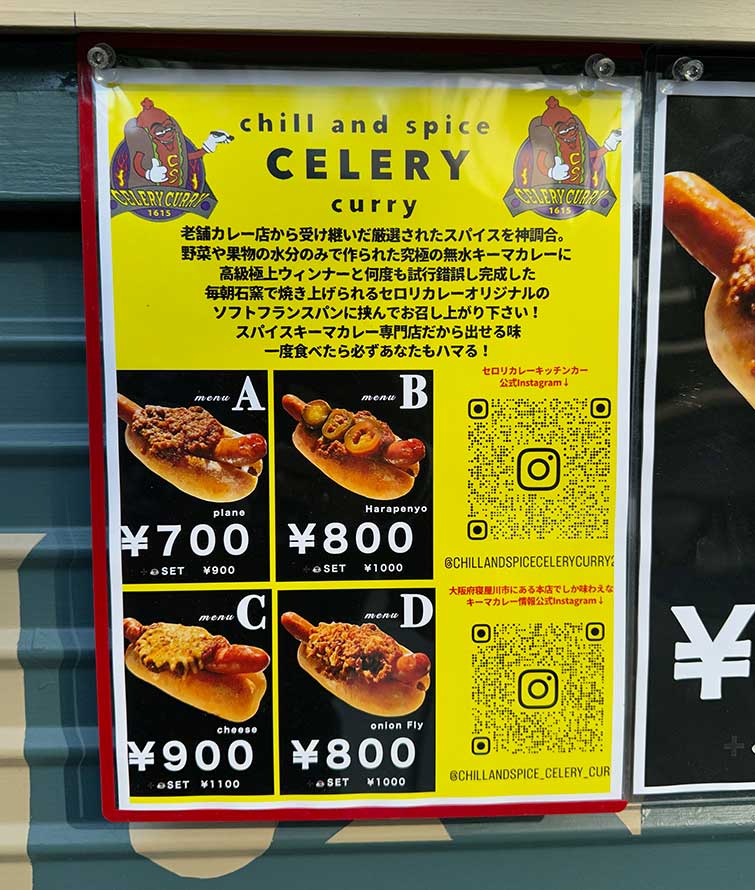 chill and spice
CELERY
curry
CELERY CURRY
1615
CS
CELERY CURRY
1615
CS
老舗カレー店から受け継いだ厳選されたスパイスを神調合。
野菜や果物の水分のみで作られた究極の無水キーマカレーに
高級極上ウィンナーと何度も試行錯誤し完成した
毎朝石窯で焼き上げられるセロリカレーオリジナルの
ソフトフランスパンに挟んでお召し上がり下さい！
スパイスキーマカレー専門店だから出せる味
一度食べたら必ずあなたもハマる！
menu A
plane
¥700
+ SET ¥900
menu B
Harapenyo
¥800
+ SET ¥1000
menu C
cheese
¥900
+ SET ¥1100
menu D
onion Fly
¥800
+ SET ¥1000
セロリカレーキッチンカー
公式Instagram↓
@CHILLANDSPICECELERYCURRY2
大阪府寝屋川市にある本店でしか味わえな
キーマカレー情報公式Instagram↓
@CHILLANDSPICE_CELERY_CUR
¥
+